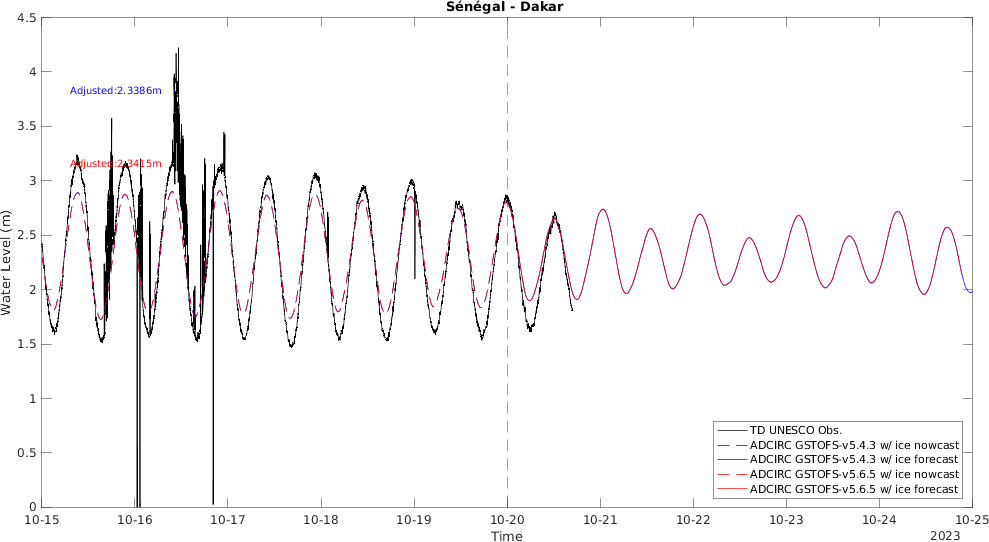 Sénégal - Dakar
4.5
4
3.5
3
2.5
2
1.5
1
0.5
0
Water Level (m)
Adjusted:2.3386m
Adjusted:2.3415m
TD UNESCO Obs.
ADCIRC GSTOFS-v5.4.3 w/ ice nowcast
ADCIRC GSTOFS-v5.4.3 w/ ice forecast
ADCIRC GSTOFS-v5.6.5 w/ ice nowcast
ADCIRC GSTOFS-v5.6.5 w/ ice forecast
10-15 10-16 10-17 10-18 10-19 10-20 10-21 10-22 10-23 10-24 10-25
Time
2023